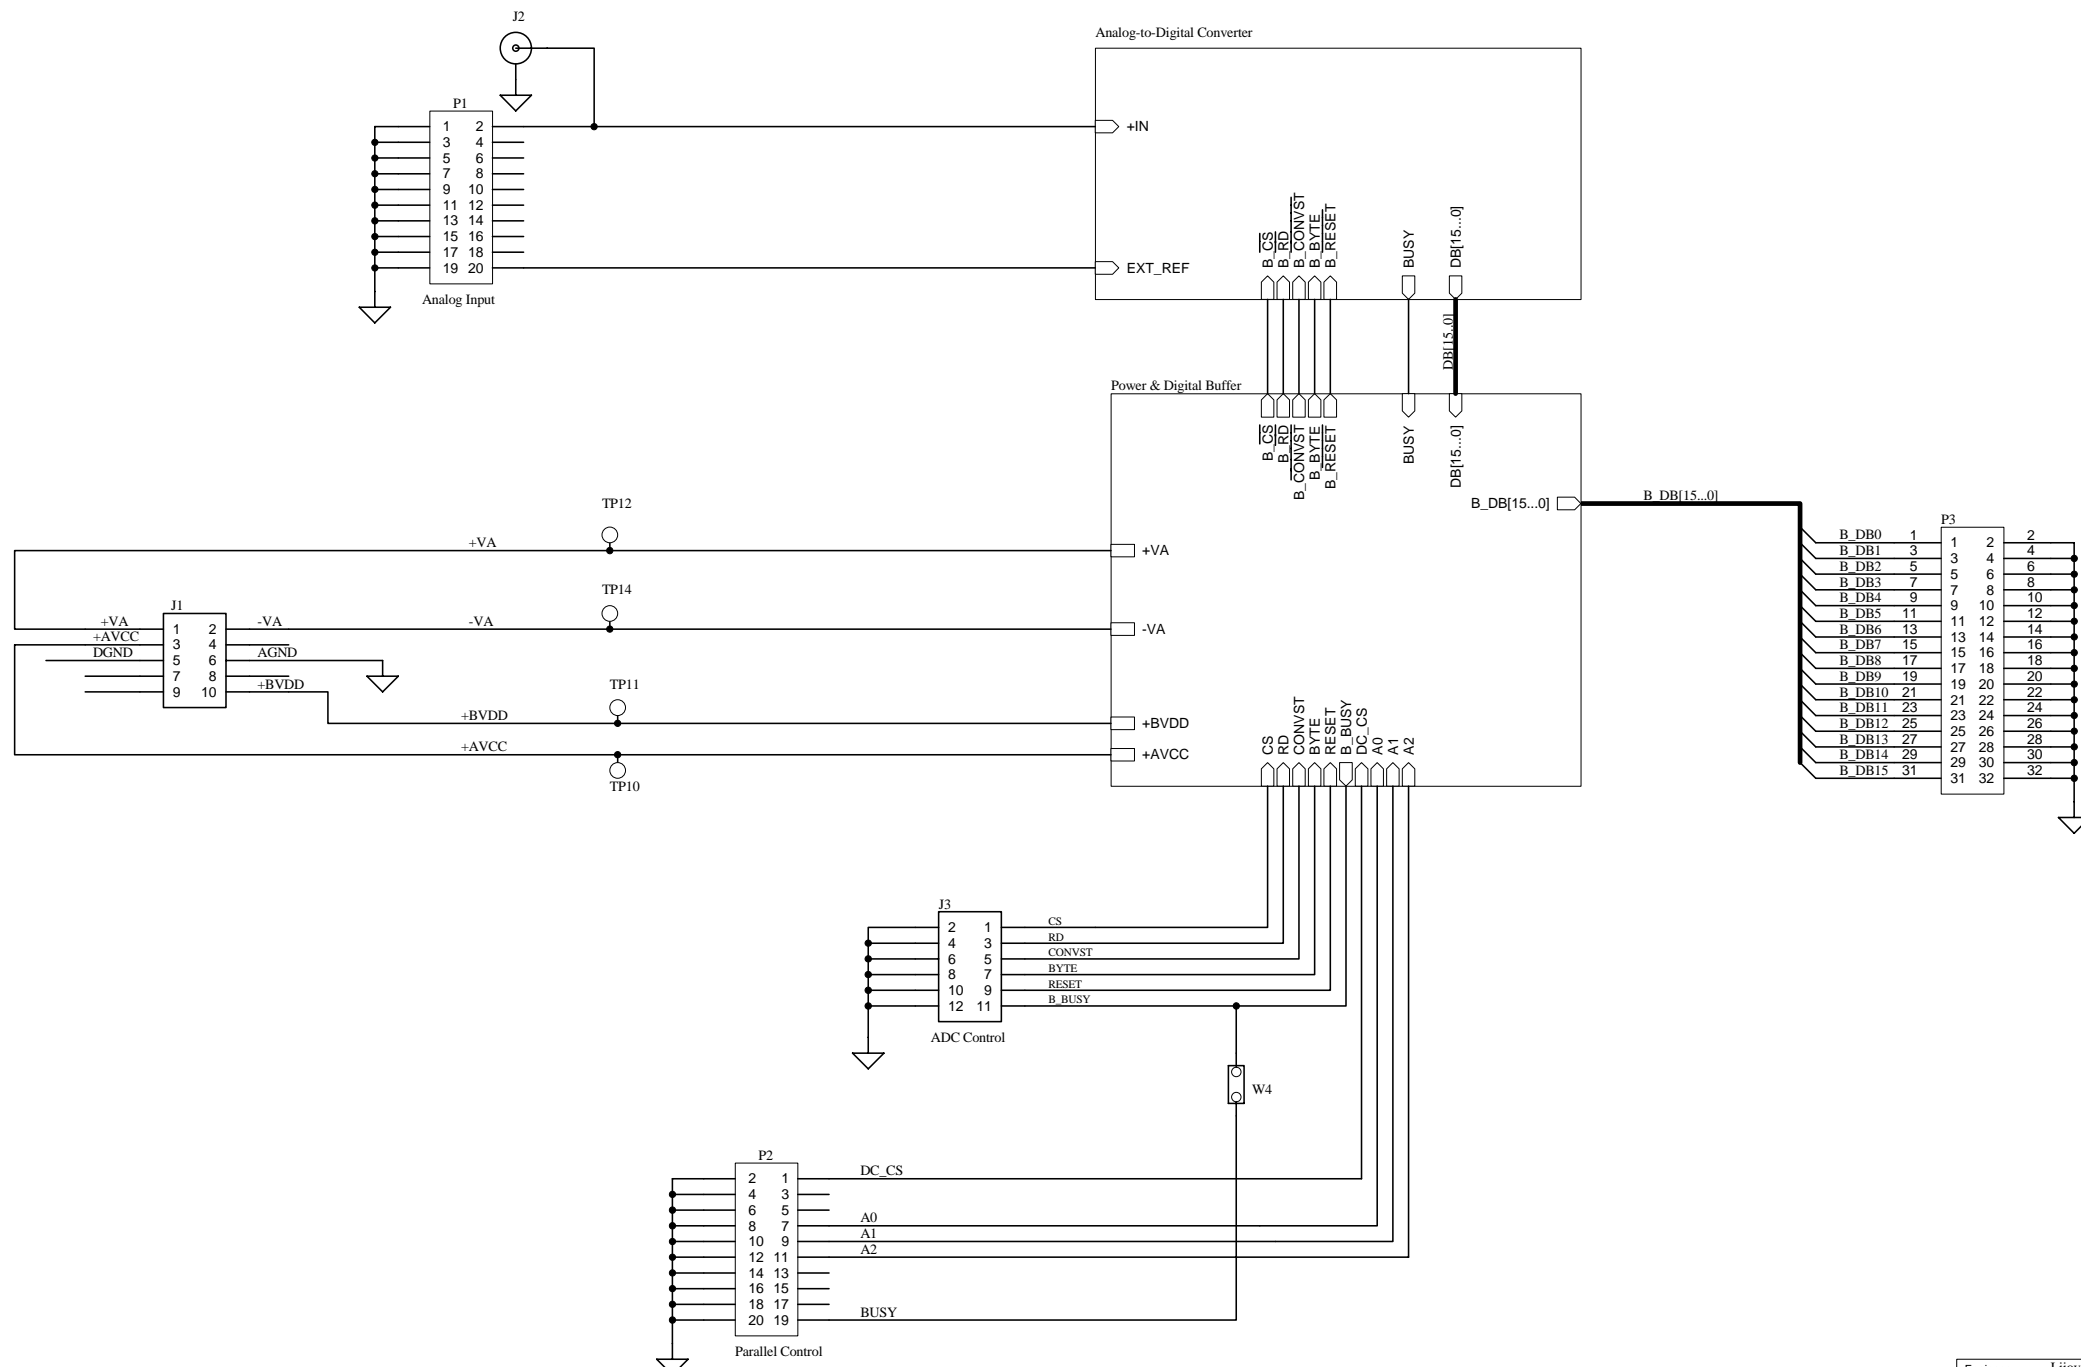 J2
Analog-to-Digital Converter
P1
1 2
3 4
5 6
7 8
9 10
11 12
13 14
15 16
17 18
19 20
Analog Input
+IN
EXT_REF
B_CS
B_RD
B_CONVST
B_BYTE
B_RESET
BUSY
DB[15...0]
DB[15...0]
Power & Digital Buffer
B_CS
B_RD
B_CONVST
B_BYTE
B_RESET
BUSY
DB[15...0]
B_DB[15...0]
B_DB[15...0]
TP12
+VA
+VA
TP14
-VA
-VA
J1
+VA 1 2 -VA
+AVCC 3 4
DGND 5 6 AGND
7 8
9 10 +BVDD
TP11
+BVDD
+BVDD
+AVCC
+AVCC
TP10
CS
RD
CONVST
BYTE
RESET
B_BUSY
DC_CS
A0
A1
A2
P3
B_DB0 1 1 2 2
B_DB1 3 3 4 4
B_DB2 5 5 6 6
B_DB3 7 7 8 8
B_DB4 9 9 10 10
B_DB5 11 11 12 12
B_DB6 13 13 14 14
B_DB7 15 15 16 16
B_DB8 17 17 18 18
B_DB9 19 19 20 20
B_DB10 21 21 22 22
B_DB11 23 23 24 24
B_DB12 25 25 26 26
B_DB13 27 27 28 28
B_DB14 29 29 30 30
B_DB15 31 31 32 32
J3
2 1 CS
4 3 RD
6 5 CONVST
8 7 BYTE
10 9 RESET
12 11 B_BUSY
ADC Control
W4
P2
2 1 DC_CS
4 3
6 5
8 7 A0
10 9 A1
12 11 A2
14 13
16 15
18 17
20 19 BUSY
Parallel Control